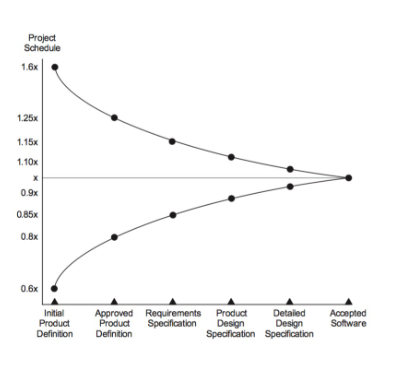 Project
Schedule
1.6x
1.25x
1.15x
1.10x
x
0.9x
0.85x
0.8x
0.6x
Initial
Product
Definition
Approved
Product
Definition
Requirements
Specification
Product
Design
Specification
Detailed
Design
Specification
Accepted
Software